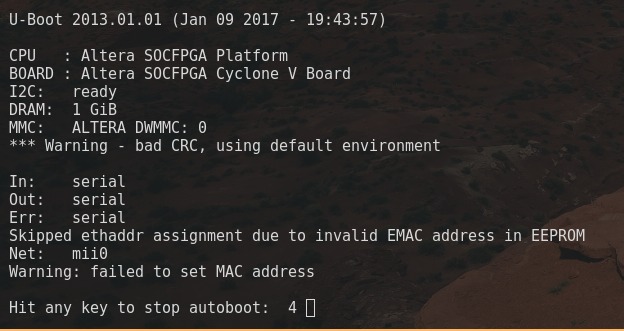 U-Boot 2013.01.01 (Jan 09 2017 - 19:43:57)
CPU   : Altera SOCFPGA Platform
BOARD : Altera SOCFPGA Cyclone V Board
I2C:   ready
DRAM:  1 GiB
MMC:   ALTERA DWMMC: 0
*** Warning - bad CRC, using default environment
In:    serial
Out:   serial
Err:   serial
Skipped ethaddr assignment due to invalid EMAC address in EEPROM
Net:   mii0
Warning: failed to set MAC address
Hit any key to stop autoboot:  4